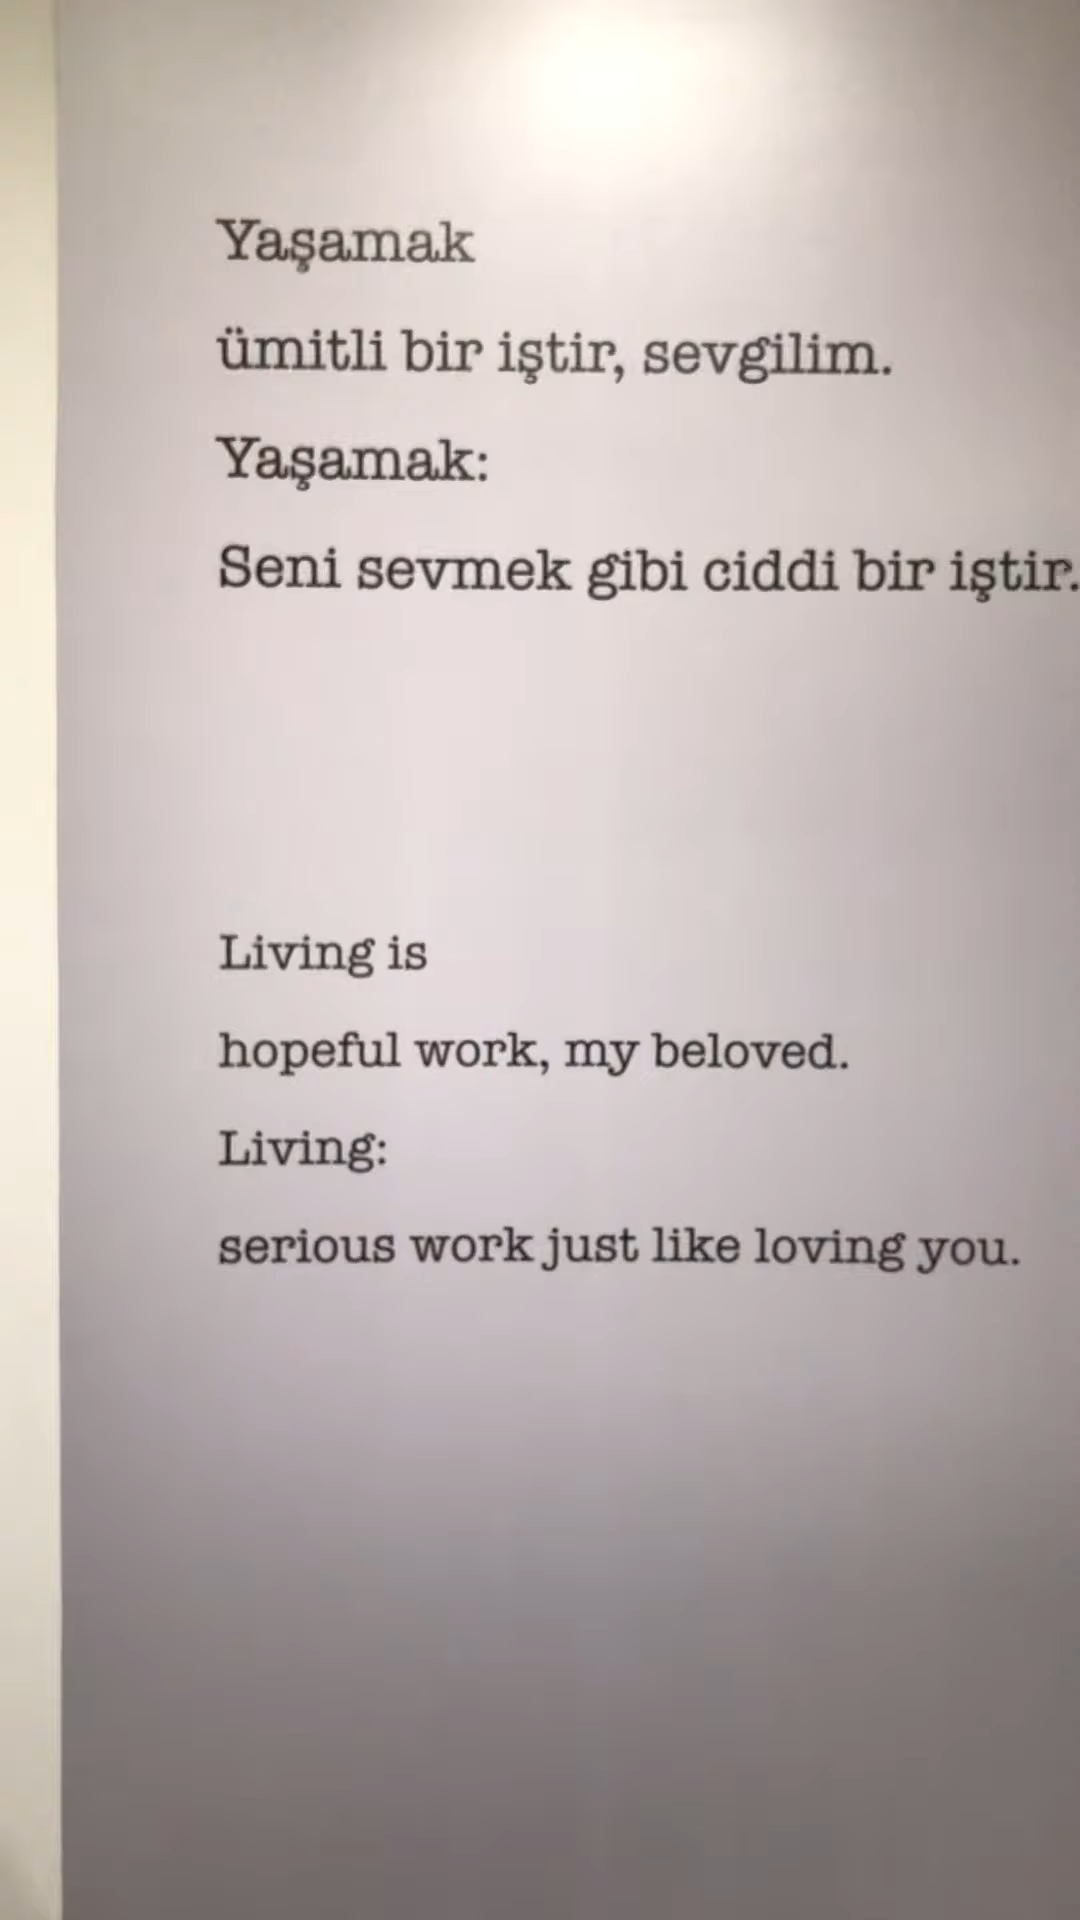 Yaşamak
ümitli bir iştir, sevgilim.
Yaşamak:
Seni sevmek gibi ciddi bir iştir.
Living is
hopeful work, my beloved.
Living:
serious work just like loving you.